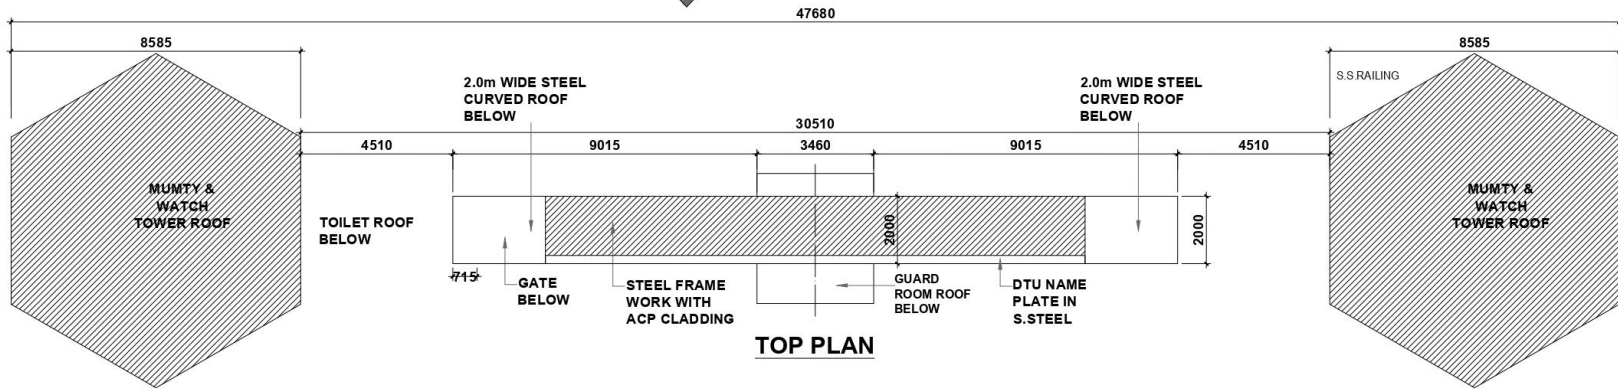 47680
8585
8585
S.S.RAILING
2.0m WIDE STEEL
CURVED ROOF
BELOW
2.0m WIDE STEEL
CURVED ROOF
BELOW
30510
4510
9015
3460
9015
4510
MUMTY &
WATCH
TOWER ROOF
TOILET ROOF
BELOW
2000
2000
MUMTY &
WATCH
TOWER ROOF
715
GATE
BELOW
STEEL FRAME
WORK WITH
ACP CLADDING
GUARD
ROOM ROOF
BELOW
DTU NAME
PLATE IN
S.STEEL
TOP PLAN